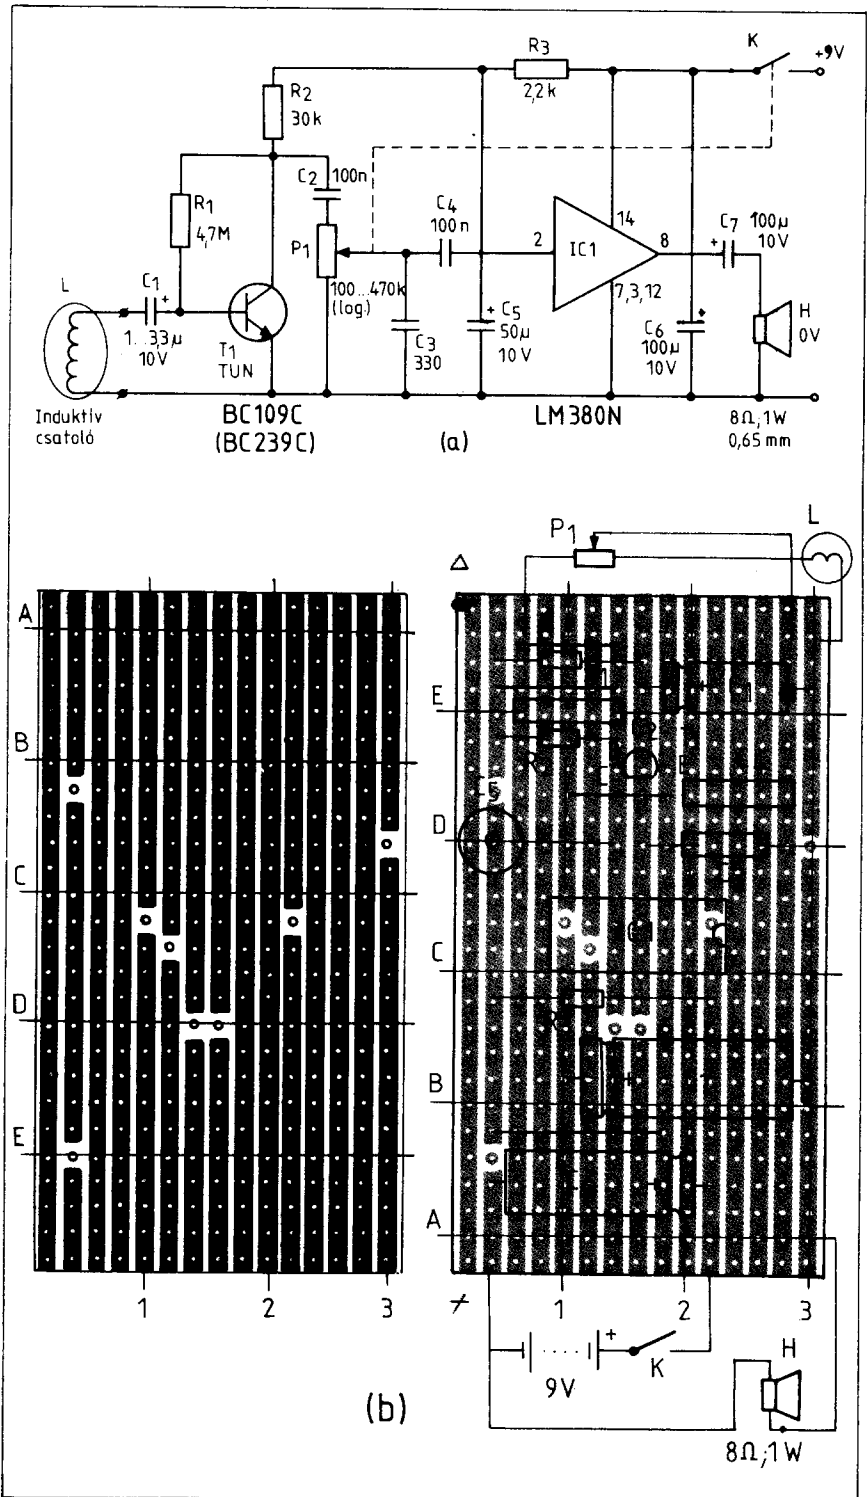 R3
2,2k
K
+9V
R2
30k
C2 100n
R1
4,7M
P1
100...470k
(log.)
C4
100n
2
IC1
14
8
7,3,12
C7
+
100µ
10V
L
C1
+
1...3,3µ
10V
T1
TUN
C3
330
+
C5
50µ
10V
C6
100µ
10V
+
H
0V
Induktív
csatoló
BC109C
(BC239C)
(a)
LM380N
8Ω;1W
0,65 mm
P1
L
A
B
C
D
E
1
2
3
E
D
C
B
A
1
2
3
+
9V
K
H
8Ω;1W
(b)